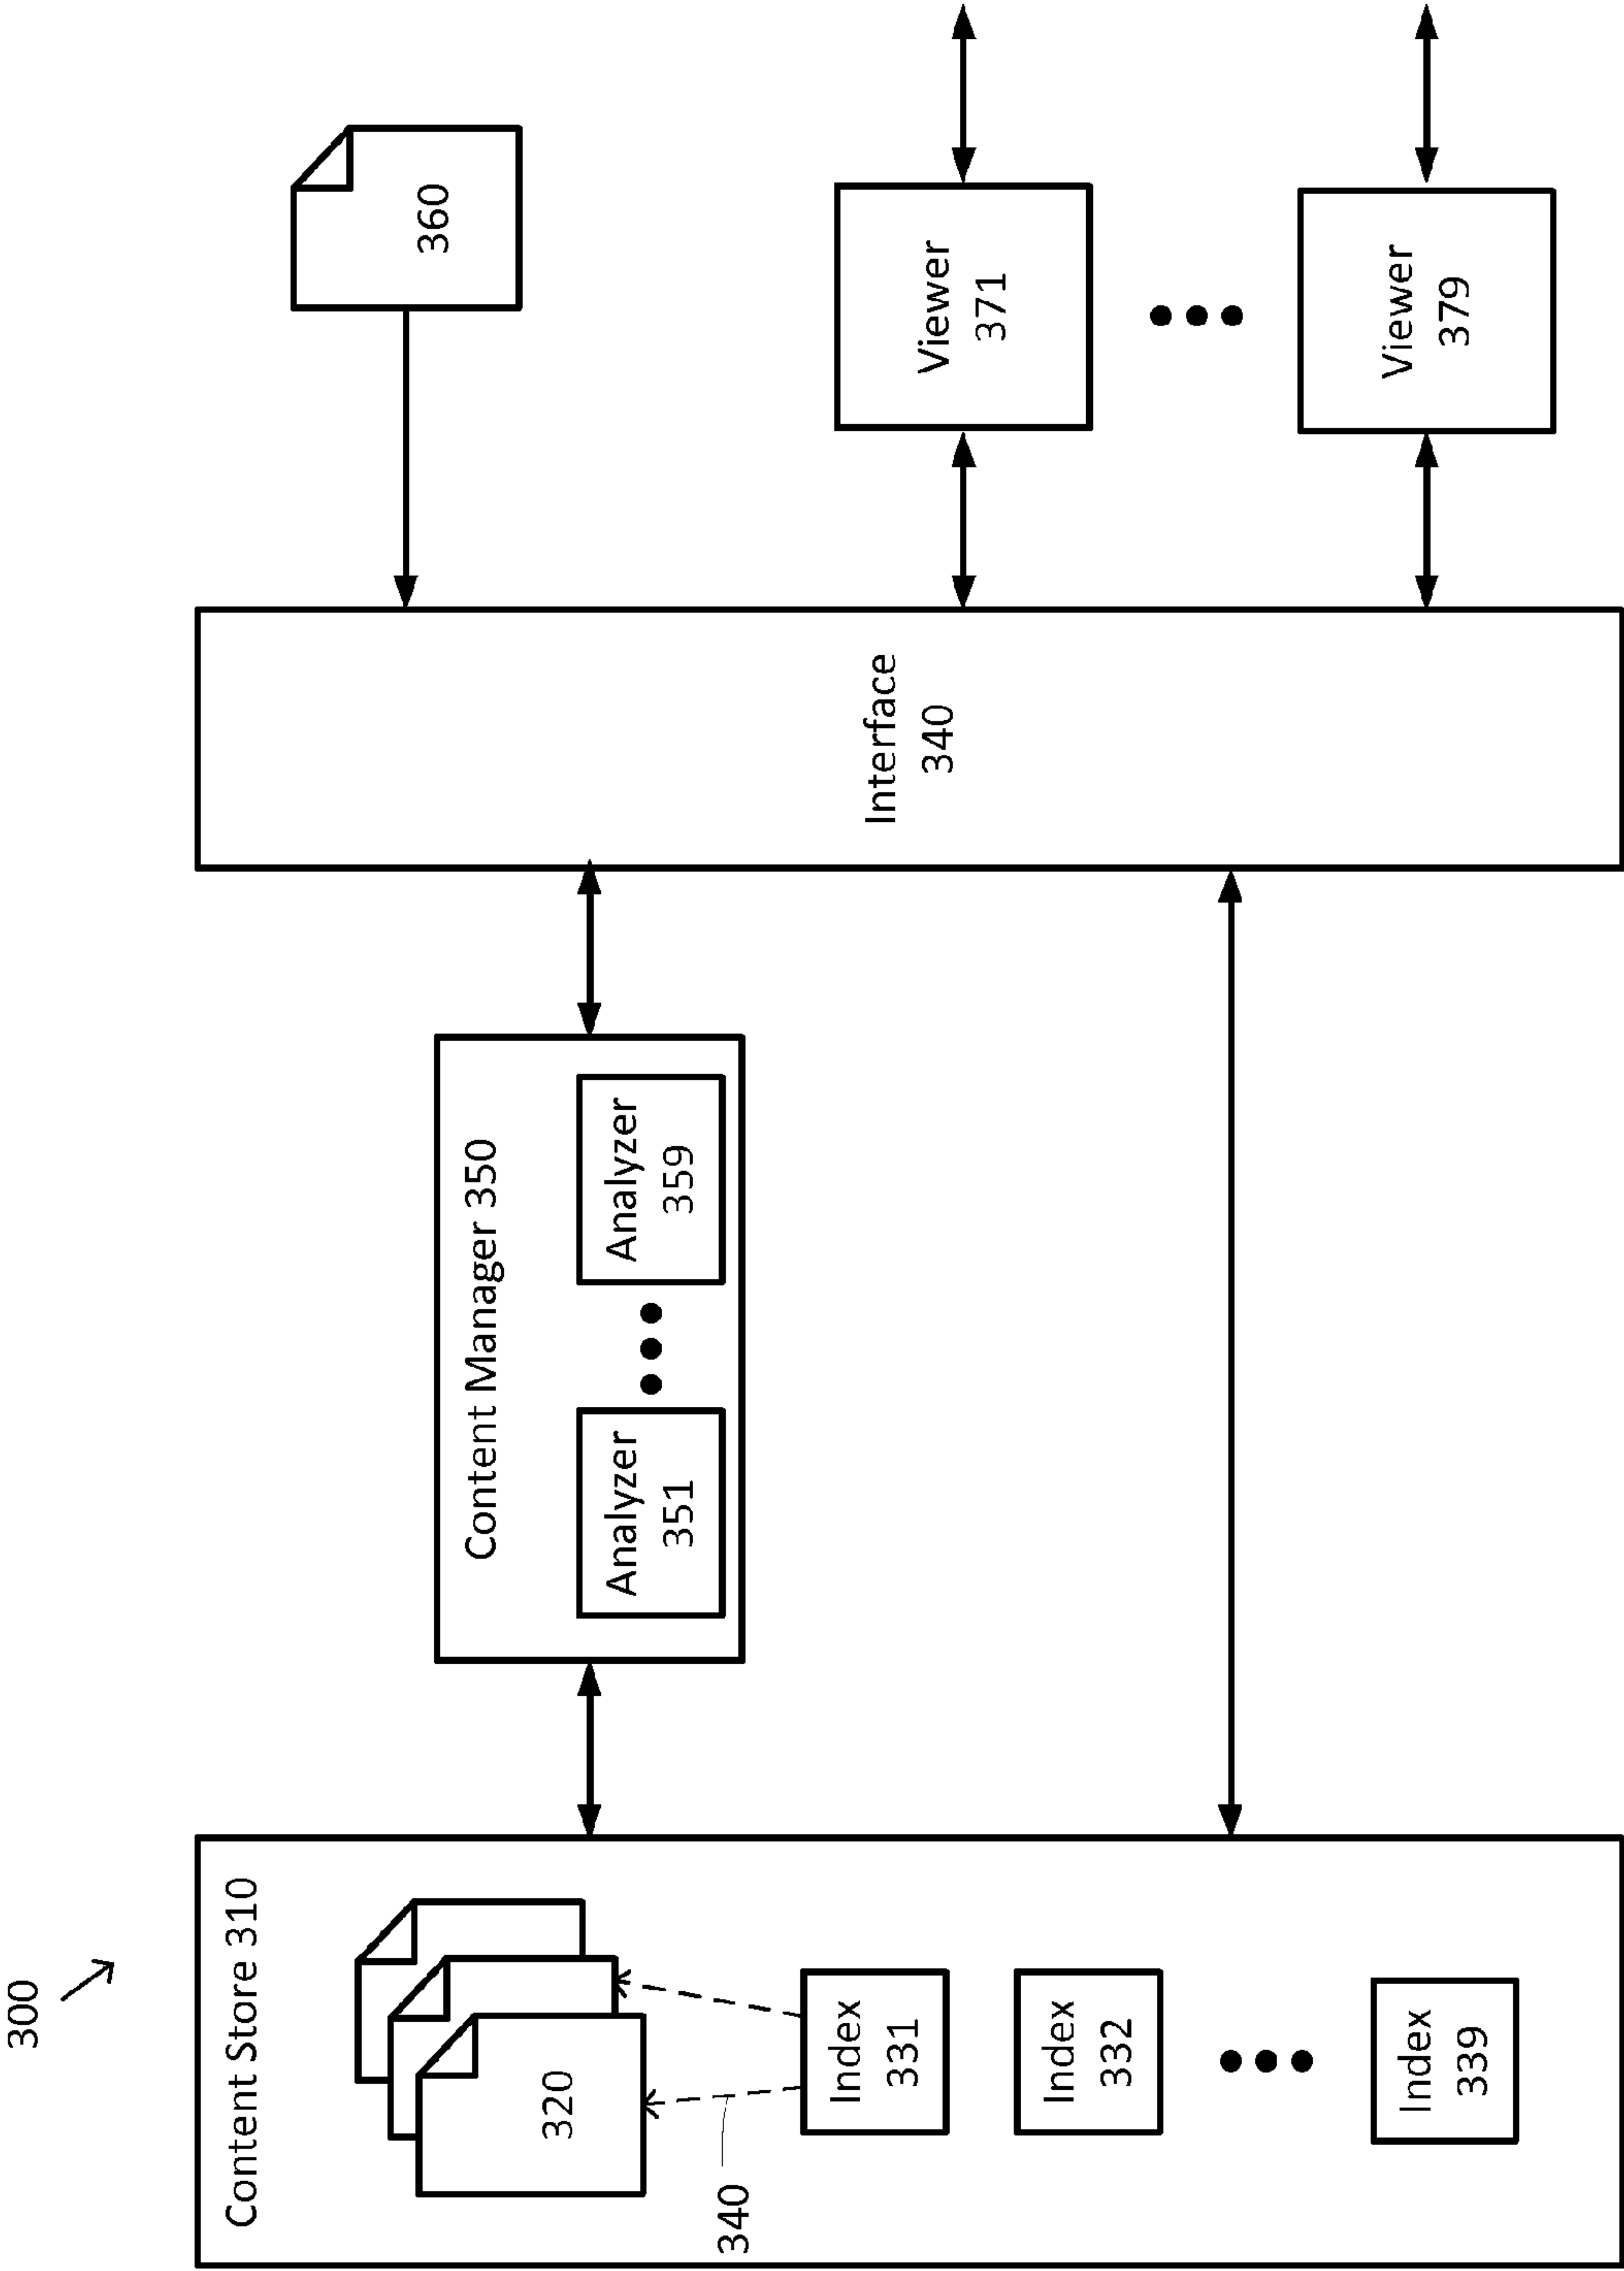 300
Content Store 310
320
340
Index
331
Index
332
Index
339
Content Manager 350
Analyzer
351
Analyzer
359
Interface
340
360
Viewer
371
Viewer
379